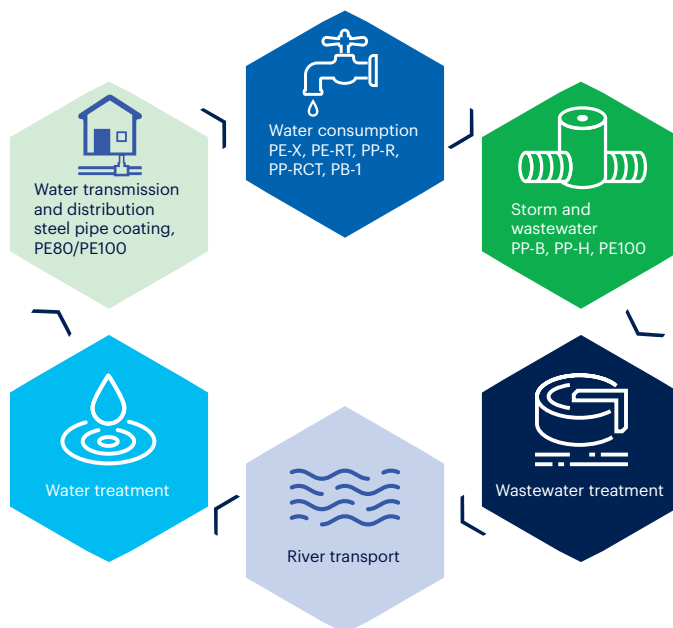 Water consumption
PE-X, PE-RT, PP-R,
PP-RCT, PB-1
Water transmission
and distribution
steel pipe coating,
PE80/PE100
Storm and
wastewater
PP-B, PP-H, PE100
Water treatment
Wastewater treatment
River transport